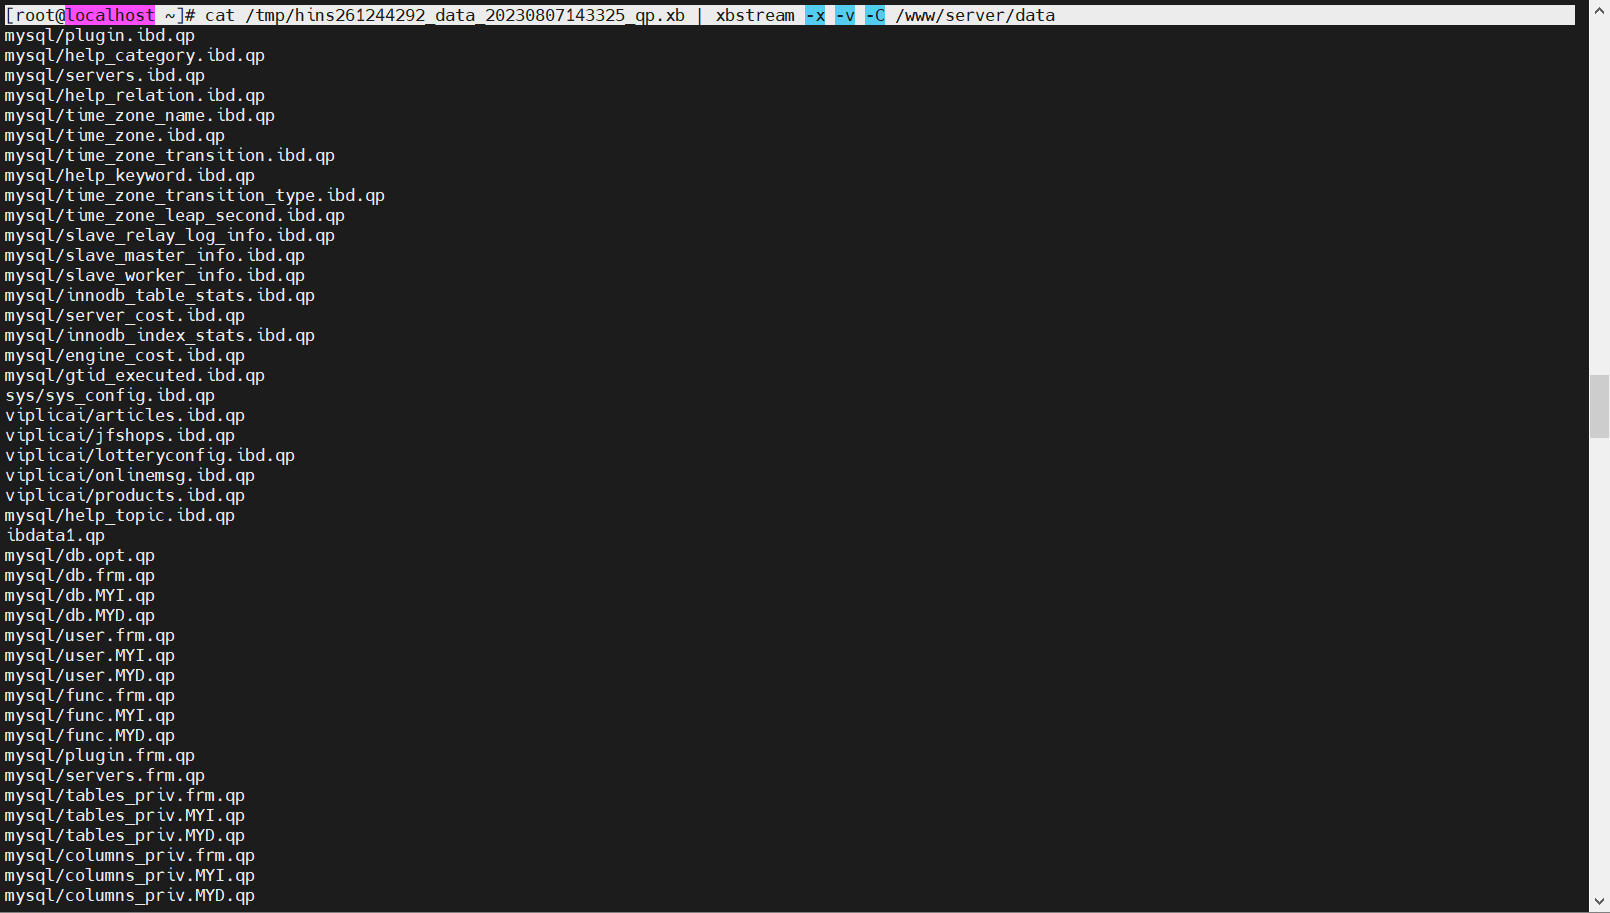 [root@localhost ~]# cat /tmp/hins261244292_data_20230807143325_qp.xb | xbstream -x -v -C /www/server/data
mysql/plugin.ibd.qp
mysql/help_category.ibd.qp
mysql/servers.ibd.qp
mysql/help_relation.ibd.qp
mysql/time_zone_name.ibd.qp
mysql/time_zone.ibd.qp
mysql/time_zone_transition.ibd.qp
mysql/help_keyword.ibd.qp
mysql/time_zone_transition_type.ibd.qp
mysql/time_zone_leap_second.ibd.qp
mysql/slave_relay_log_info.ibd.qp
mysql/slave_master_info.ibd.qp
mysql/slave_worker_info.ibd.qp
mysql/innodb_table_stats.ibd.qp
mysql/server_cost.ibd.qp
mysql/innodb_index_stats.ibd.qp
mysql/engine_cost.ibd.qp
mysql/gtid_executed.ibd.qp
sys/sys_config.ibd.qp
viplicai/articles.ibd.qp
viplicai/jfshops.ibd.qp
viplicai/lotteryconfig.ibd.qp
viplicai/onlinemsg.ibd.qp
viplicai/products.ibd.qp
mysql/help_topic.ibd.qp
ibdata1.qp
mysql/db.opt.qp
mysql/db.frm.qp
mysql/db.MYI.qp
mysql/db.MYD.qp
mysql/user.frm.qp
mysql/user.MYI.qp
mysql/user.MYD.qp
mysql/func.frm.qp
mysql/func.MYI.qp
mysql/func.MYD.qp
mysql/plugin.frm.qp
mysql/servers.frm.qp
mysql/tables_priv.frm.qp
mysql/tables_priv.MYI.qp
mysql/tables_priv.MYD.qp
mysql/columns_priv.frm.qp
mysql/columns_priv.MYI.qp
mysql/columns_priv.MYD.qp